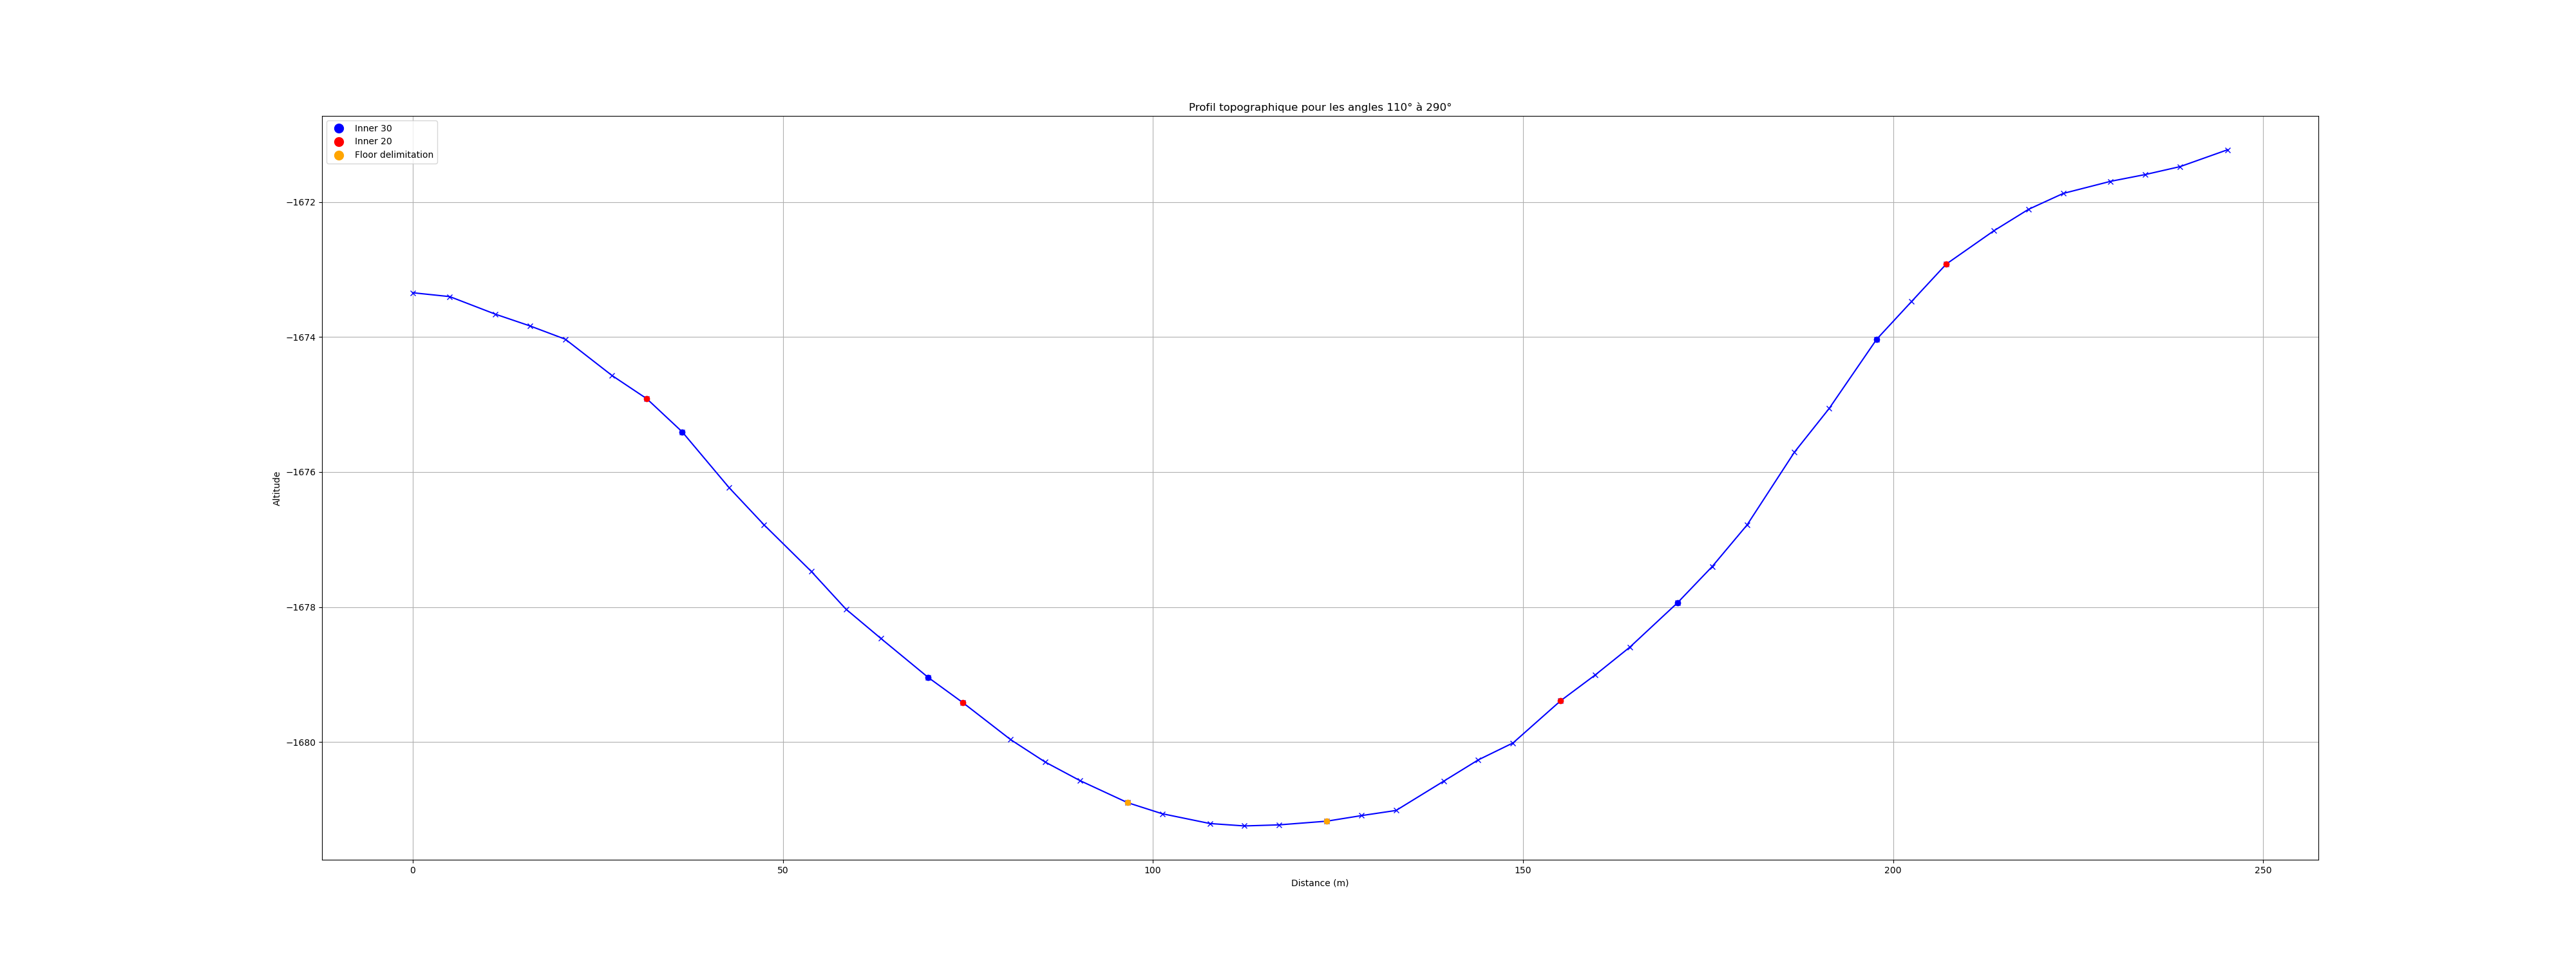 Profil topographique pour les angles 110° à 290°
Inner 30
Inner 20
Floor delimitation
−1672
−1674
−1676
−1678
−1680
Altitude
0 50 100 150 200 250
Distance (m)